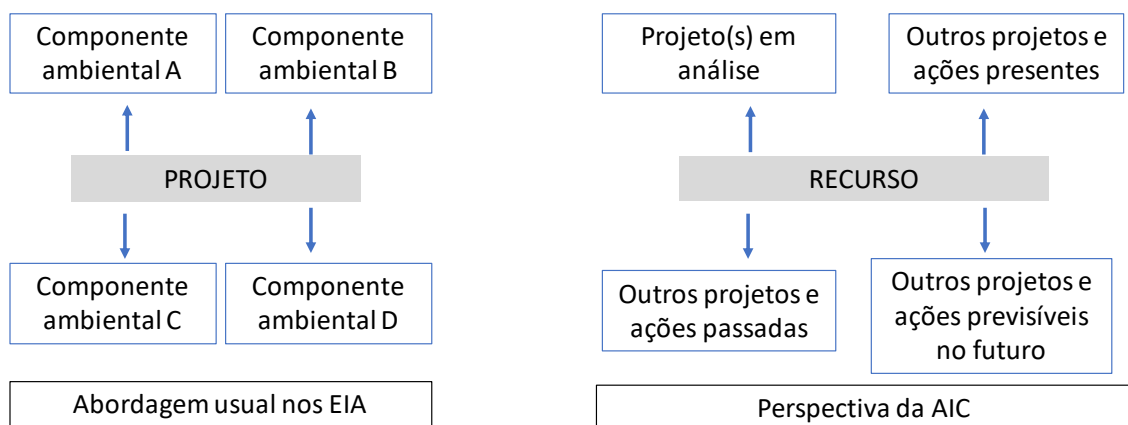 Componente
ambiental A
Componente
ambiental B
PROJETO
Componente
ambiental C
Componente
ambiental D
Abordagem usual nos EIA
Projeto(s) em
análise
Outros projetos e
ações presentes
RECURSO
Outros projetos e
ações passadas
Outros projetos e
ações previsíveis
no futuro
Perspectiva da AIC